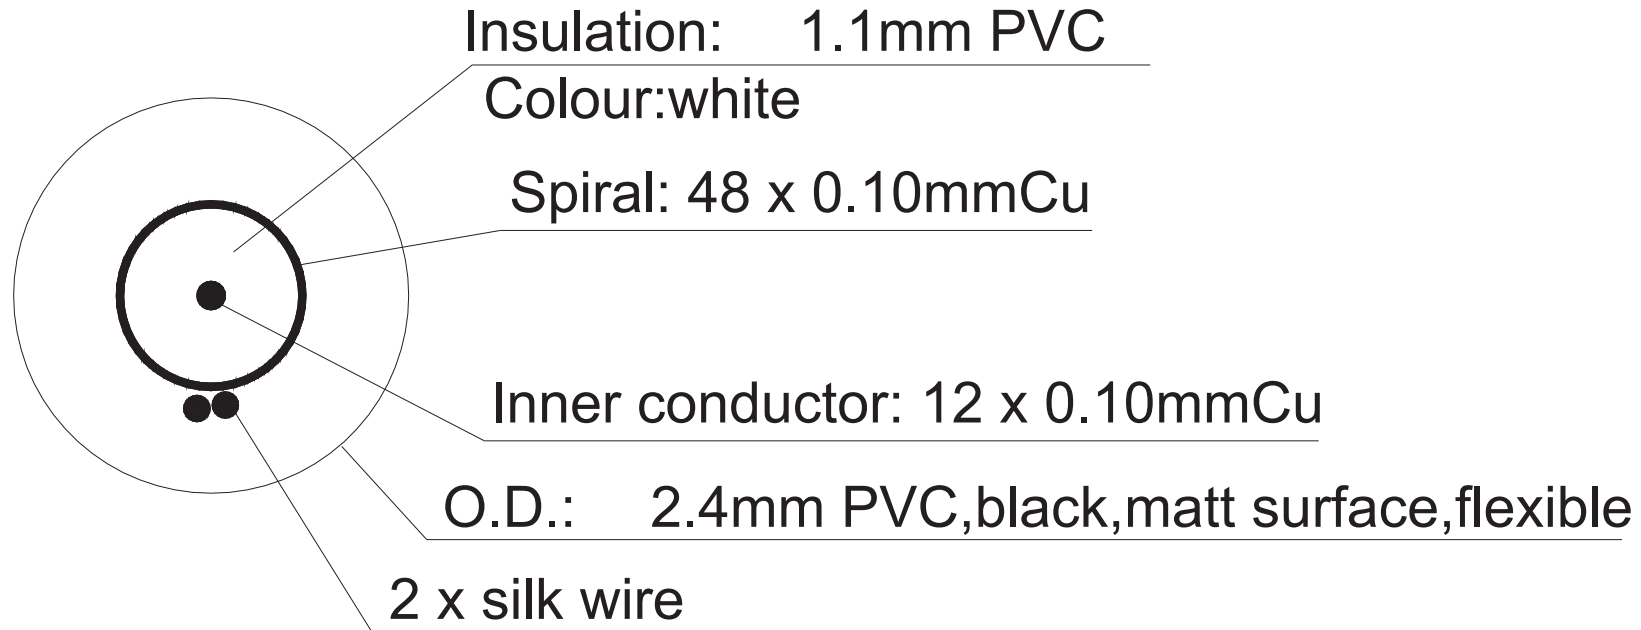 Insulation: 1.1mm PVC
Colour:white
Spiral: 48 x 0.10mmCu
Inner conductor: 12 x 0.10mmCu
O.D.: 2.4mm PVC,black,matt surface,flexible
2 x silk wire